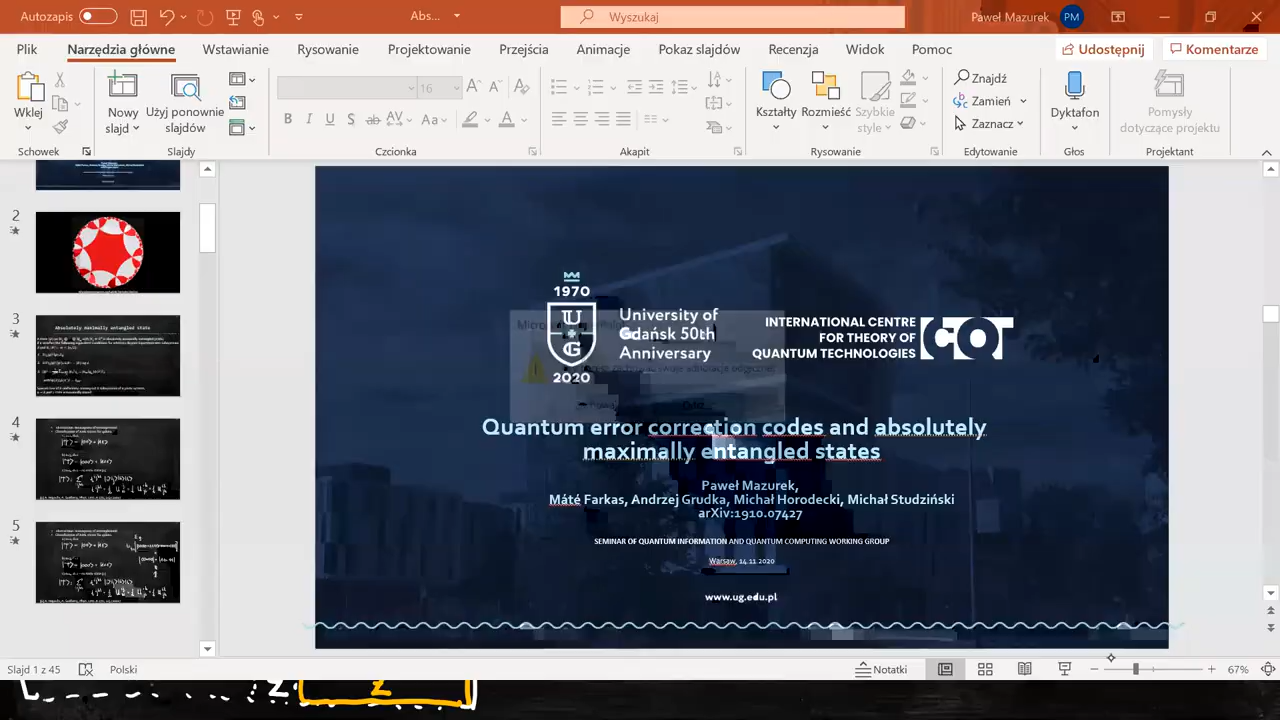 Autozapis
Abs...
Wyszukaj
Paweł Mazurek
PM
Plik
Narzędzia główne
Wstawianie
Rysowanie
Projektowanie
Przejścia
Animacje
Pokaz slajdów
Recenzja
Widok
Pomoc
Udostępnij
Komentarze
Wklej
Nowy
slajd
Użyj ponownie
slajdów
16
Kształty
Rozmieść
Szybkie
style
Znajdź
Zamień
Zaznacz
Dyktafon
Pomysły
dotyczące projektu
Schowek
Slajdy
Czcionka
Akapit
Rysowanie
Edytowanie
Głos
Projektant
2
3
Absolutely maximally entangled state
4
5
1970
University of
Gdańsk 50th
Anniversary
2020
INTERNATIONAL CENTRE
FOR THEORY OF
QUANTUM TECHNOLOGIES
Quantum error correction codes and absolutely
maximally entangled states
Paweł Mazurek,
Máté Farkas, Andrzej Grudka, Michał Horodecki, Michał Studziński
arXiv:1910.07427
SEMINAR OF QUANTUM INFORMATION AND QUANTUM COMPUTING WORKING GROUP
Warsaw, 14.11.2020
www.ug.edu.pl
Slajd 1 z 45
Polski
Notatki
67%